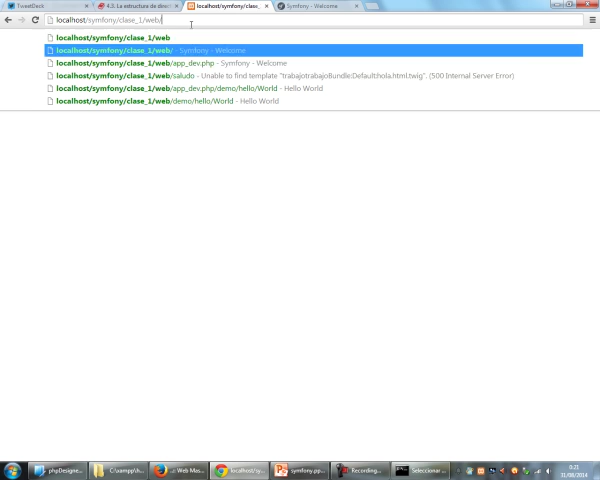 TweetDeck
4.3. La estructura de direct
localhost/symfony/clase_
Symfony - Welcome
localhost/symfony/clase_1/web/
localhost/symfony/clase_1/web
localhost/symfony/clase_1/web/ - Symfony - Welcome
localhost/symfony/clase_1/web/app_dev.php - Symfony - Welcome
localhost/symfony/clase_1/web/saludo - Unable to find template "trabajotrabajoBundle:Default:hola.html.twig". (500 Internal Server Error)
localhost/symfony/clase_1/web/app_dev.php/demo/hello/World - Hello World
localhost/symfony/clase_1/web/demo/hello/World - Hello World
phpDesigne...
C:\xampp\h...
..: Web Mas...
localhost/sy...
symfony.pp...
Recording...
Seleccionar ...
0:21
31/08/2014